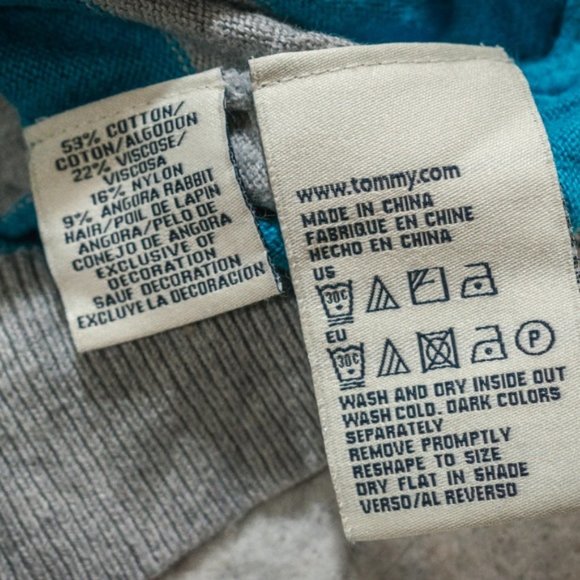 53% COTTON/
COTON/ALGODON
22% VISCOSE/
VISCOSA
16% NYLON
9% ANGORA RABBIT
HAIR/POIL DE LAPIN
ANGORA/PELO DE
CONEJO DE ANGORA
EXCLUSIVE OF
DECORATION
SAUF DECORATION
EXCLUYE LA DECORACION
www.tommy.com
MADE IN CHINA
FABRIQUE EN CHINE
HECHO EN CHINA
US
30C
EU
30C P
WASH AND DRY INSIDE OUT
WASH COLD. DARK COLORS
SEPARATELY
REMOVE PROMPTLY
RESHAPE TO SIZE
DRY FLAT IN SHADE
VERSO/AL REVERSO